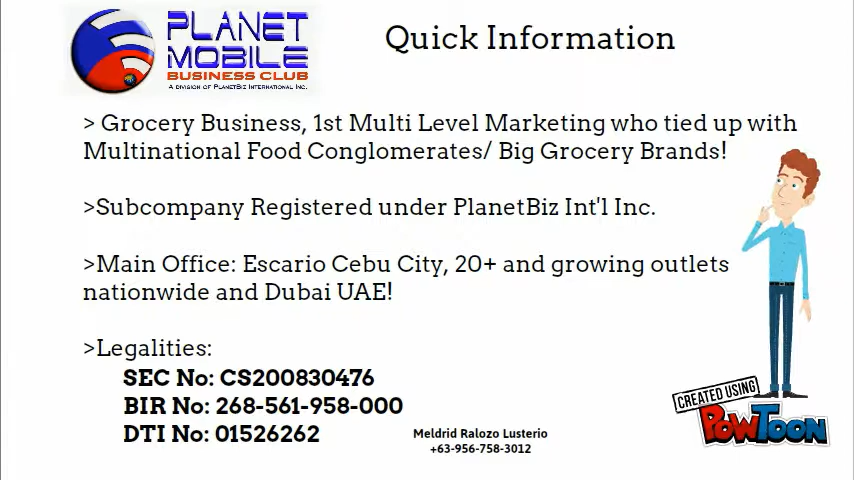 PLANET
MOBILE
BUSINESS CLUB
A DIVISION OF PLANETBIZ INTERNATIONAL INC.
Quick Information
> Grocery Business, 1st Multi Level Marketing who tied up with
Multinational Food Conglomerates/ Big Grocery Brands!
>Subcompany Registered under PlanetBiz Int'l Inc.
>Main Office: Escario Cebu City, 20+ and growing outlets
nationwide and Dubai UAE!
>Legalities:
SEC No: CS200830476
BIR No: 268-561-958-000
DTI No: 01526262
Meldrid Ralozo Lusterio
+63-956-758-3012
CREATED USING
POWTOON